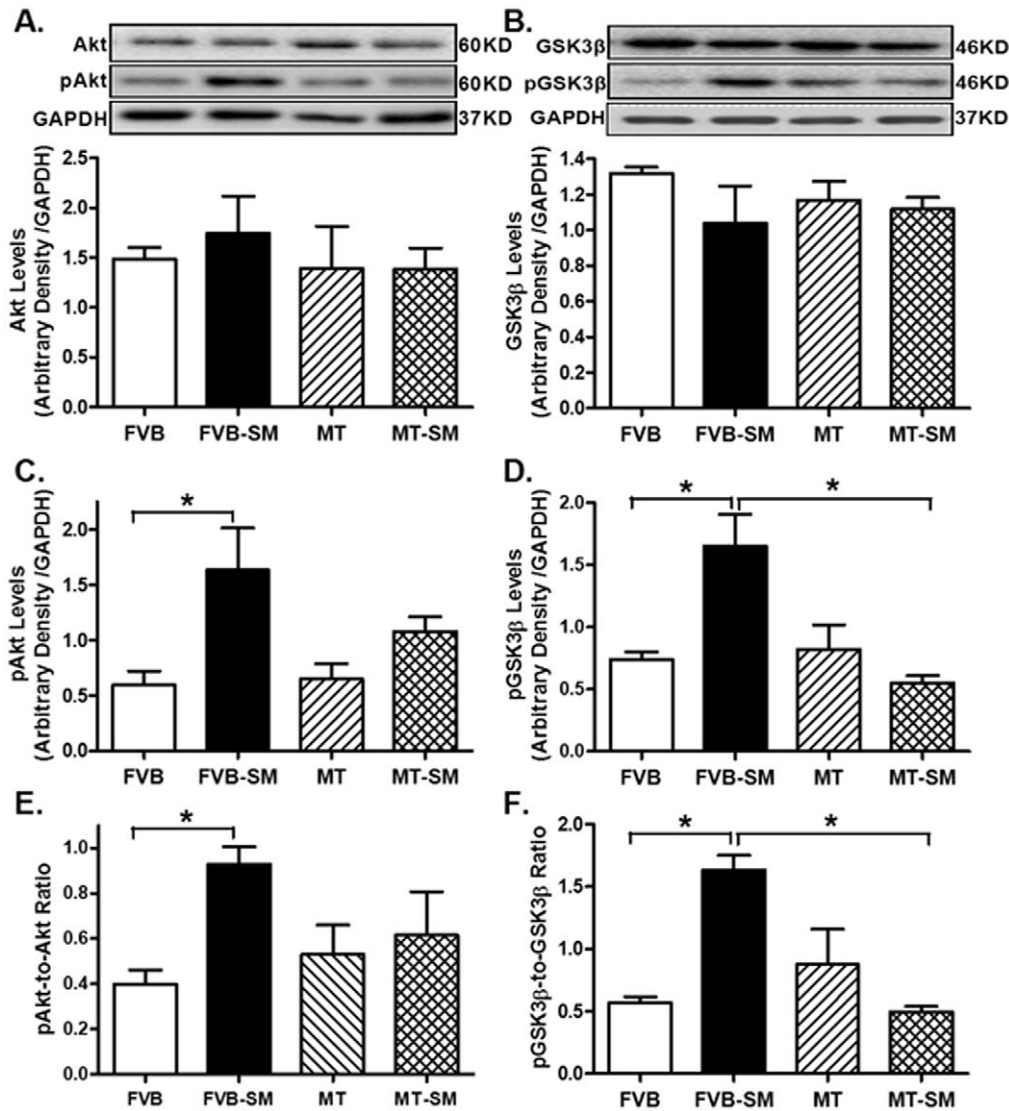 A.
Akt 60KD
pAkt 60KD
GAPDH 37KD
Akt Levels
(Arbitrary Density /GAPDH)
2.5
2.0
1.5
1.0
0.5
0.0
FVB FVB-SM MT MT-SM
B.
GSK3β 46KD
pGSK3β 46KD
GAPDH 37KD
GSK3β Levels
(Arbitrary Density /GAPDH)
1.4
1.2
1.0
0.6
0.4
1.2
0.0
FVB FVB-SM MT MT-SM
C.
*
pAkt Levels
(Arbitrary Density /GAPDH)
2.0
1.5
1.0
0.5
0.0
FVB FVB-SM MT MT-SM
D.
* *
pGSK3β Levels
(Arbitrary Density /GAPDH)
2.0
1.5
1.0
0.5
0.0
FVB FVB-SM MT MT-SM
E.
*
pAkt-to-Akt Ratio
1.0
0.8
0.6
0.4
0.2
0.0
FVB FVB-SM MT MT-SM
F.
* *
pGSK3β-to-GSK3β Ratio
2.0
1.5
1.0
0.5
0.0
FVB FVB-SM MT MT-SM